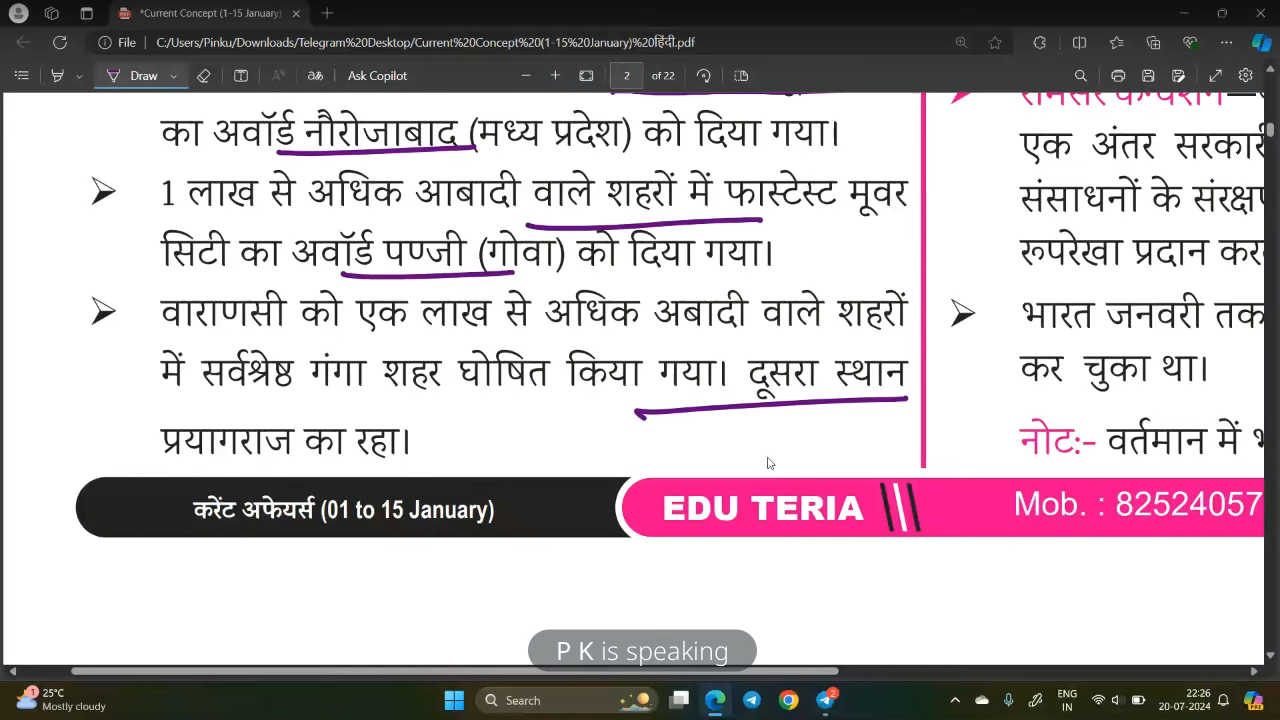 *Current Concept (1-15 January)
File C:/Users/Pinku/Downloads/Telegram%20Desktop/Current%20Concept%20(1-15%20January)%20हिंदी.pdf
Draw
Ask Copilot
2 of 22
का अवॉर्ड नौरोजाबाद (मध्य प्रदेश) को दिया गया।
➢ 1 लाख से अधिक आबादी वाले शहरों में फास्टेस्ट मूवर
सिटी का अवॉर्ड पणजी (गोवा) को दिया गया।
➢ वाराणसी को एक लाख से अधिक अबादी वाले शहरों
में सर्वश्रेष्ठ गंगा शहर घोषित किया गया। दूसरा स्थान
प्रयागराज का रहा।
एक अंतर सरकारी
संसाधनों के संरक्षण
रूपरेखा प्रदान कर
➢ भारत जनवरी तक
कर चुका था।
नोट:- वर्तमान में
करेंट अफेयर्स (01 to 15 January)
EDU TERIA
Mob. : 82524057
P K is speaking
1
25°C
Mostly cloudy
Search
2
ENG
IN
22:26
20-07-2024